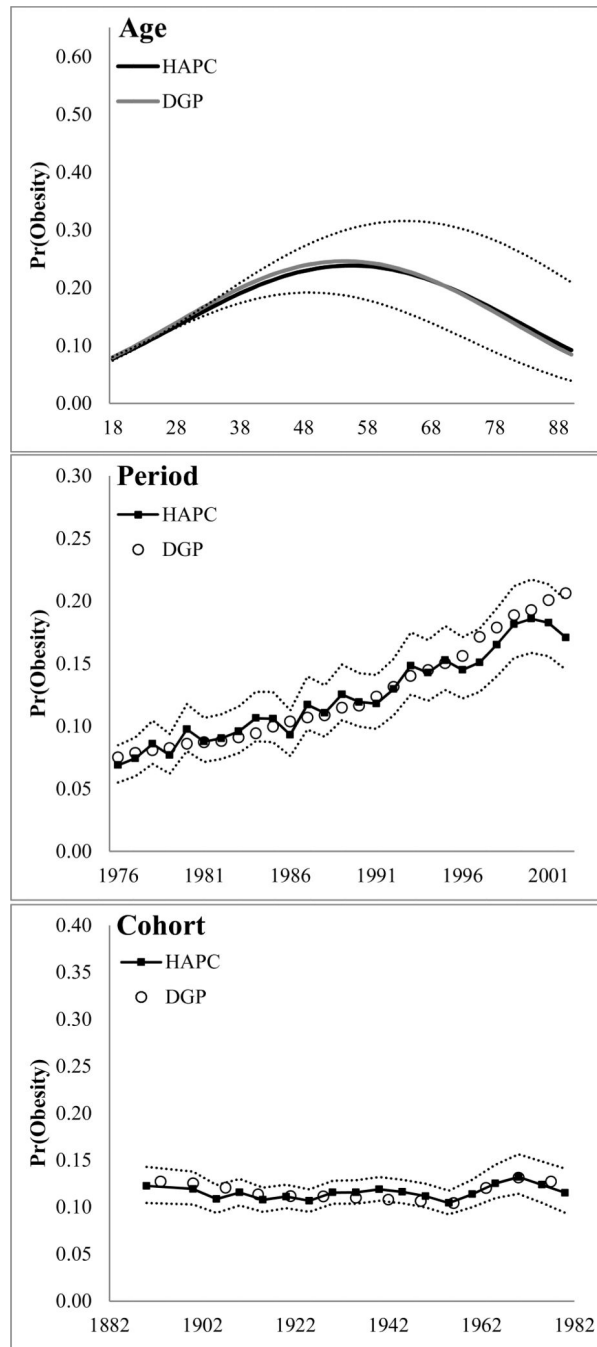 Age
HAPC
DGP
Pr(Obesity)
0.60
0.50
0.40
0.30
0.20
0.10
0.00
18 28 38 48 58 68 78 88
Period
HAPC
DGP
Pr(Obesity)
0.30
0.25
0.20
0.15
0.10
0.05
0.00
1976 1981 1986 1991 1996 2001
Cohort
HAPC
DGP
Pr(Obesity)
0.40
0.35
0.30
0.25
0.20
0.15
0.10
0.05
0.00
1882 1902 1922 1942 1962 1982